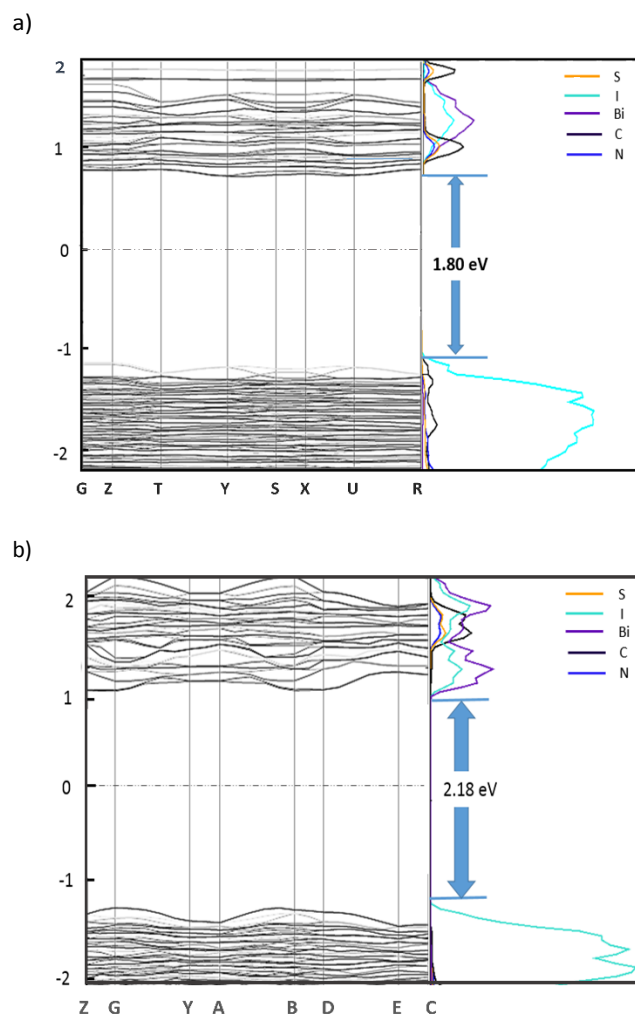 a)
2
1
0
-1
-2
G Z T Y S X U R
1.80 eV
S
I
Bi
C
N
b)
2
1
0
-1
-2
Z G Y A B D E C
2.18 eV
S
I
Bi
C
N